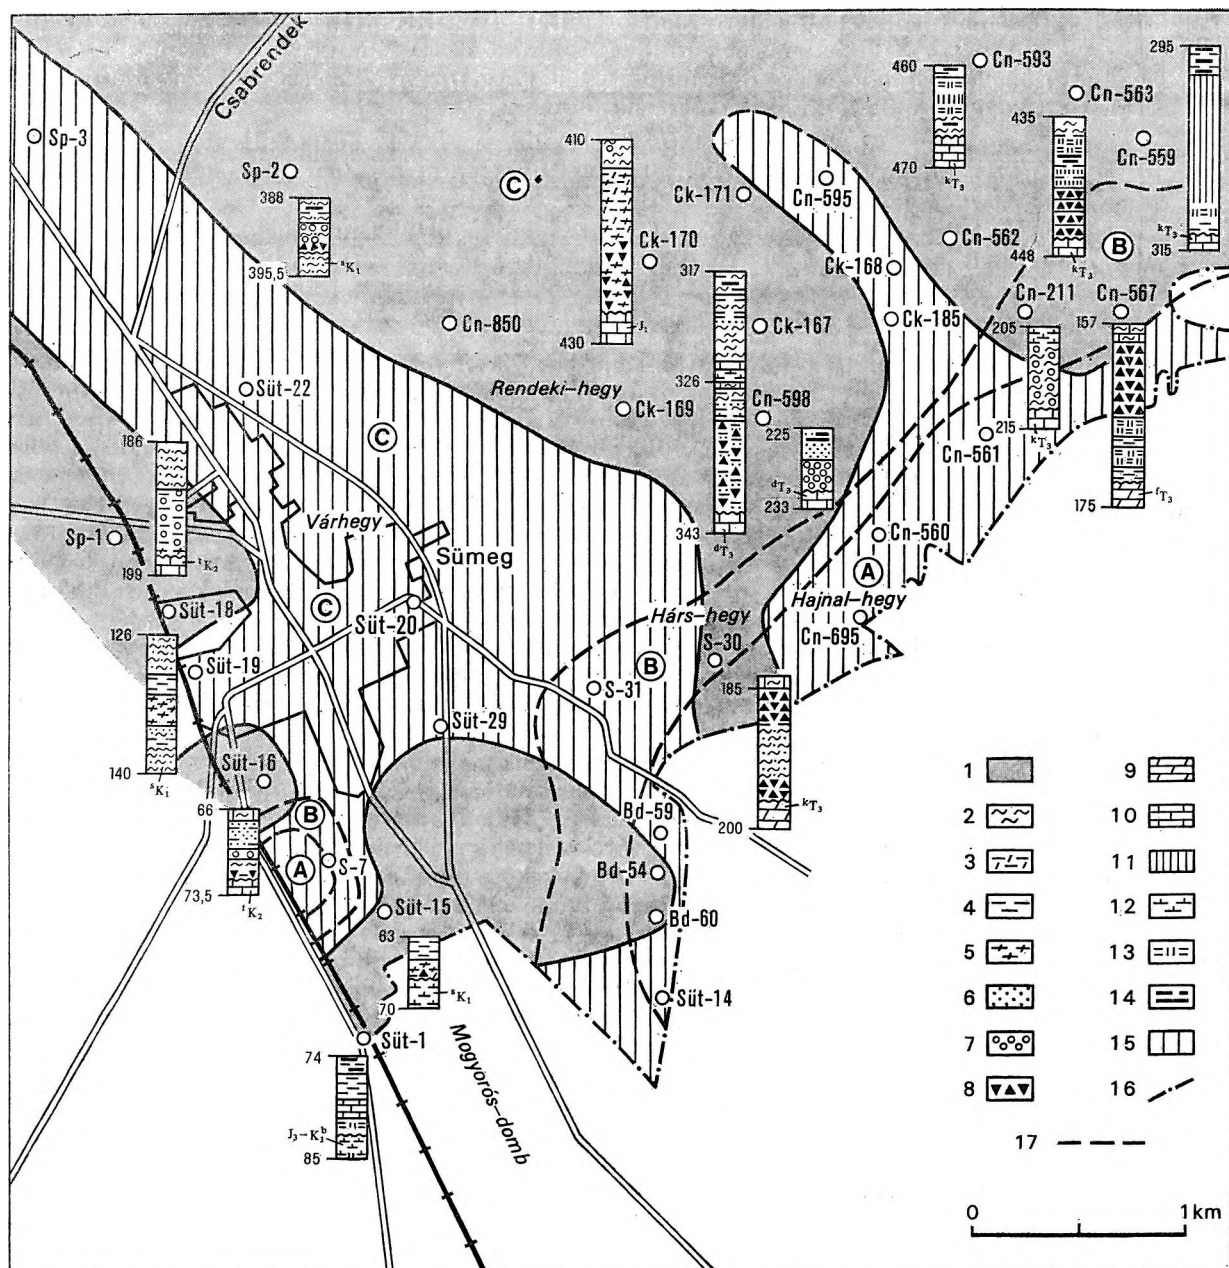 Csabrendek
Sp-3
Sp-2
388
395,5
ˢK₁
C
410
Ck-170
J₁
430
Cn-850
Rendeki-hegy
Ck-169
460
470
ᵏT₃
Cn-593
Cn-563
435
448
ᵏT₃
Cn-559
295
ᵏT₃
315
B
Ck-171
Cn-595
Cn-562
Ck-168
Ck-185
Cn-211
205
215
ᵏT₃
Cn-567
157
175
ᶠT₃
317
326
343
ᵈT₃
Ck-167
Cn-598
225
ᵈT₃
233
Cn-561
Cn-560
A
Hajnal-hegy
Cn-695
Hárs-hegy
S-30
185
200
ᵏT₃
B
S-31
Süt-22
C
186
199
ᵗK₂
Sp-1
Várhegy
Sümeg
C
Süt-20
Süt-18
126
140
ˢK₁
Süt-19
Süt-29
Süt-16
66
73,5
ᶠK₂
B
A
S-7
Süt-15
63
70
ˢK₁
Bd-59
Bd-54
Bd-60
Süt-14
Süt-1
74
J₃-K₁ᵇ
85
Mogyorós-domb
1
2
3
4
5
6
7
8
9
10
11
12
13
14
15
16
17
0
1 km